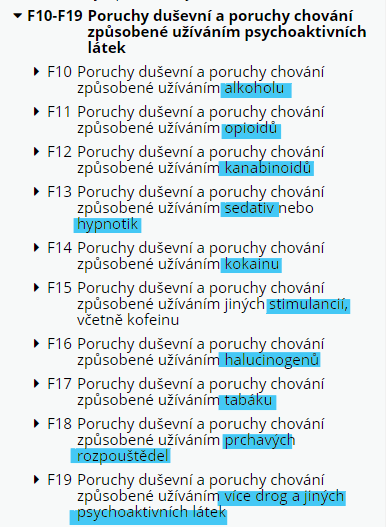 F10-F19 Poruchy duševní a poruchy chování
způsobené užíváním psychoaktivních
látek
F10 Poruchy duševní a poruchy chování
způsobené užíváním alkoholu
F11 Poruchy duševní a poruchy chování
způsobené užíváním opioidů
F12 Poruchy duševní a poruchy chování
způsobené užíváním kanabinoidů
F13 Poruchy duševní a poruchy chování
způsobené užíváním sedativ nebo
hypnotik
F14 Poruchy duševní a poruchy chování
způsobené užíváním kokainu
F15 Poruchy duševní a poruchy chování
způsobené užíváním jiných stimulancií,
včetně kofeinu
F16 Poruchy duševní a poruchy chování
způsobené užíváním halucinogenů
F17 Poruchy duševní a poruchy chování
způsobené užíváním tabáku
F18 Poruchy duševní a poruchy chování
způsobené užíváním prchavých
rozpouštědel
F19 Poruchy duševní a poruchy chování
způsobené užíváním více drog a jiných
psychoaktivních látek